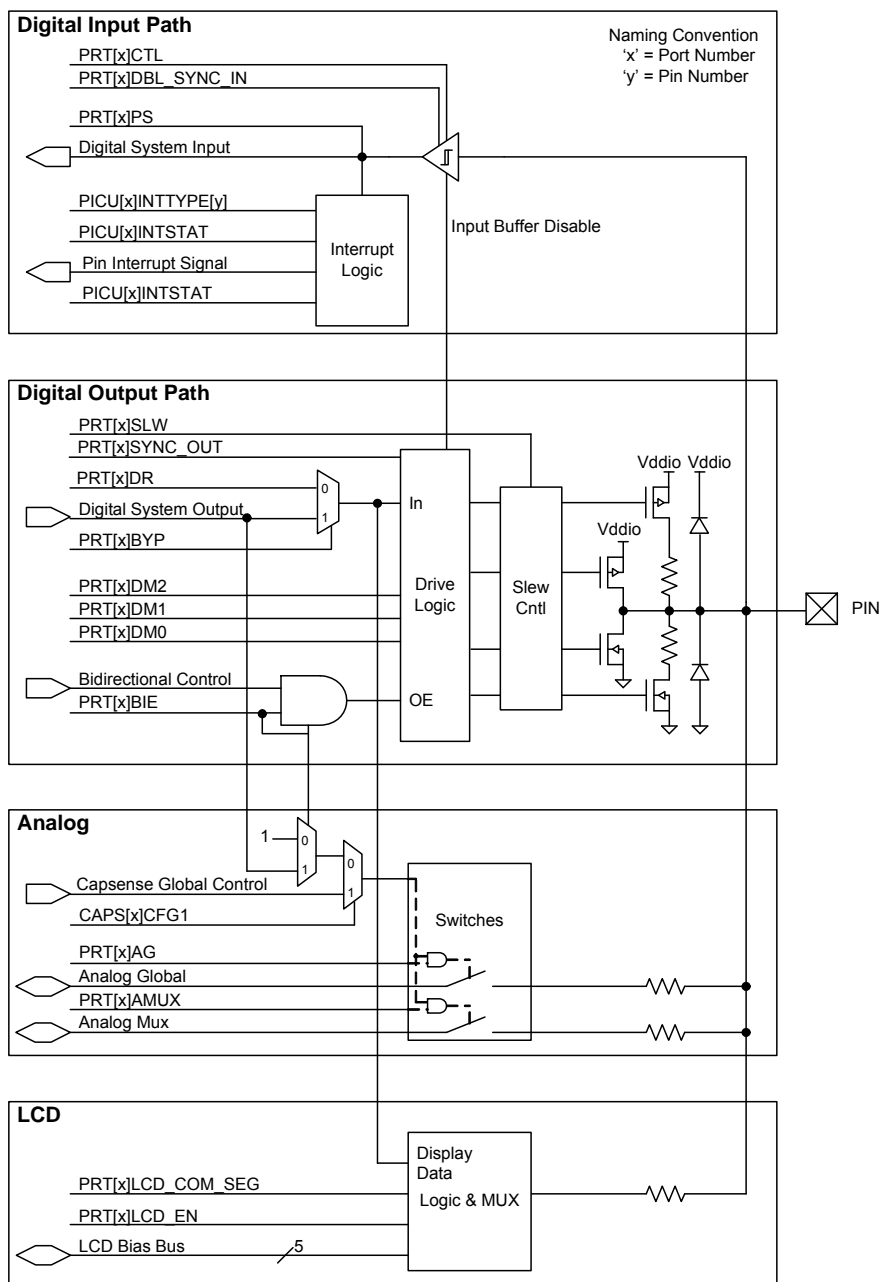 Digital Input Path
Naming Convention
'x' = Port Number
'y' = Pin Number
PRT[x]CTL
PRT[x]DBL_SYNC_IN
PRT[x]PS
Digital System Input
PICU[x]INTTYPE[y]
PICU[x]INTSTAT
Pin Interrupt Signal
PICU[x]INTSTAT
Interrupt
Logic
Input Buffer Disable
Digital Output Path
PRT[x]SLW
PRT[x]SYNC_OUT
PRT[x]DR
Digital System Output
PRT[x]BYP
0
1
PRT[x]DM2
PRT[x]DM1
PRT[x]DM0
Bidirectional Control
PRT[x]BIE
In
Drive
Logic
OE
Slew
Cntl
Vddio
Vddio
Vddio
PIN
Analog
1
0
1
0
1
Capsense Global Control
CAPS[x]CFG1
Switches
PRT[x]AG
Analog Global
PRT[x]AMUX
Analog Mux
LCD
Display
Data
Logic & MUX
PRT[x]LCD_COM_SEG
PRT[x]LCD_EN
LCD Bias Bus
5